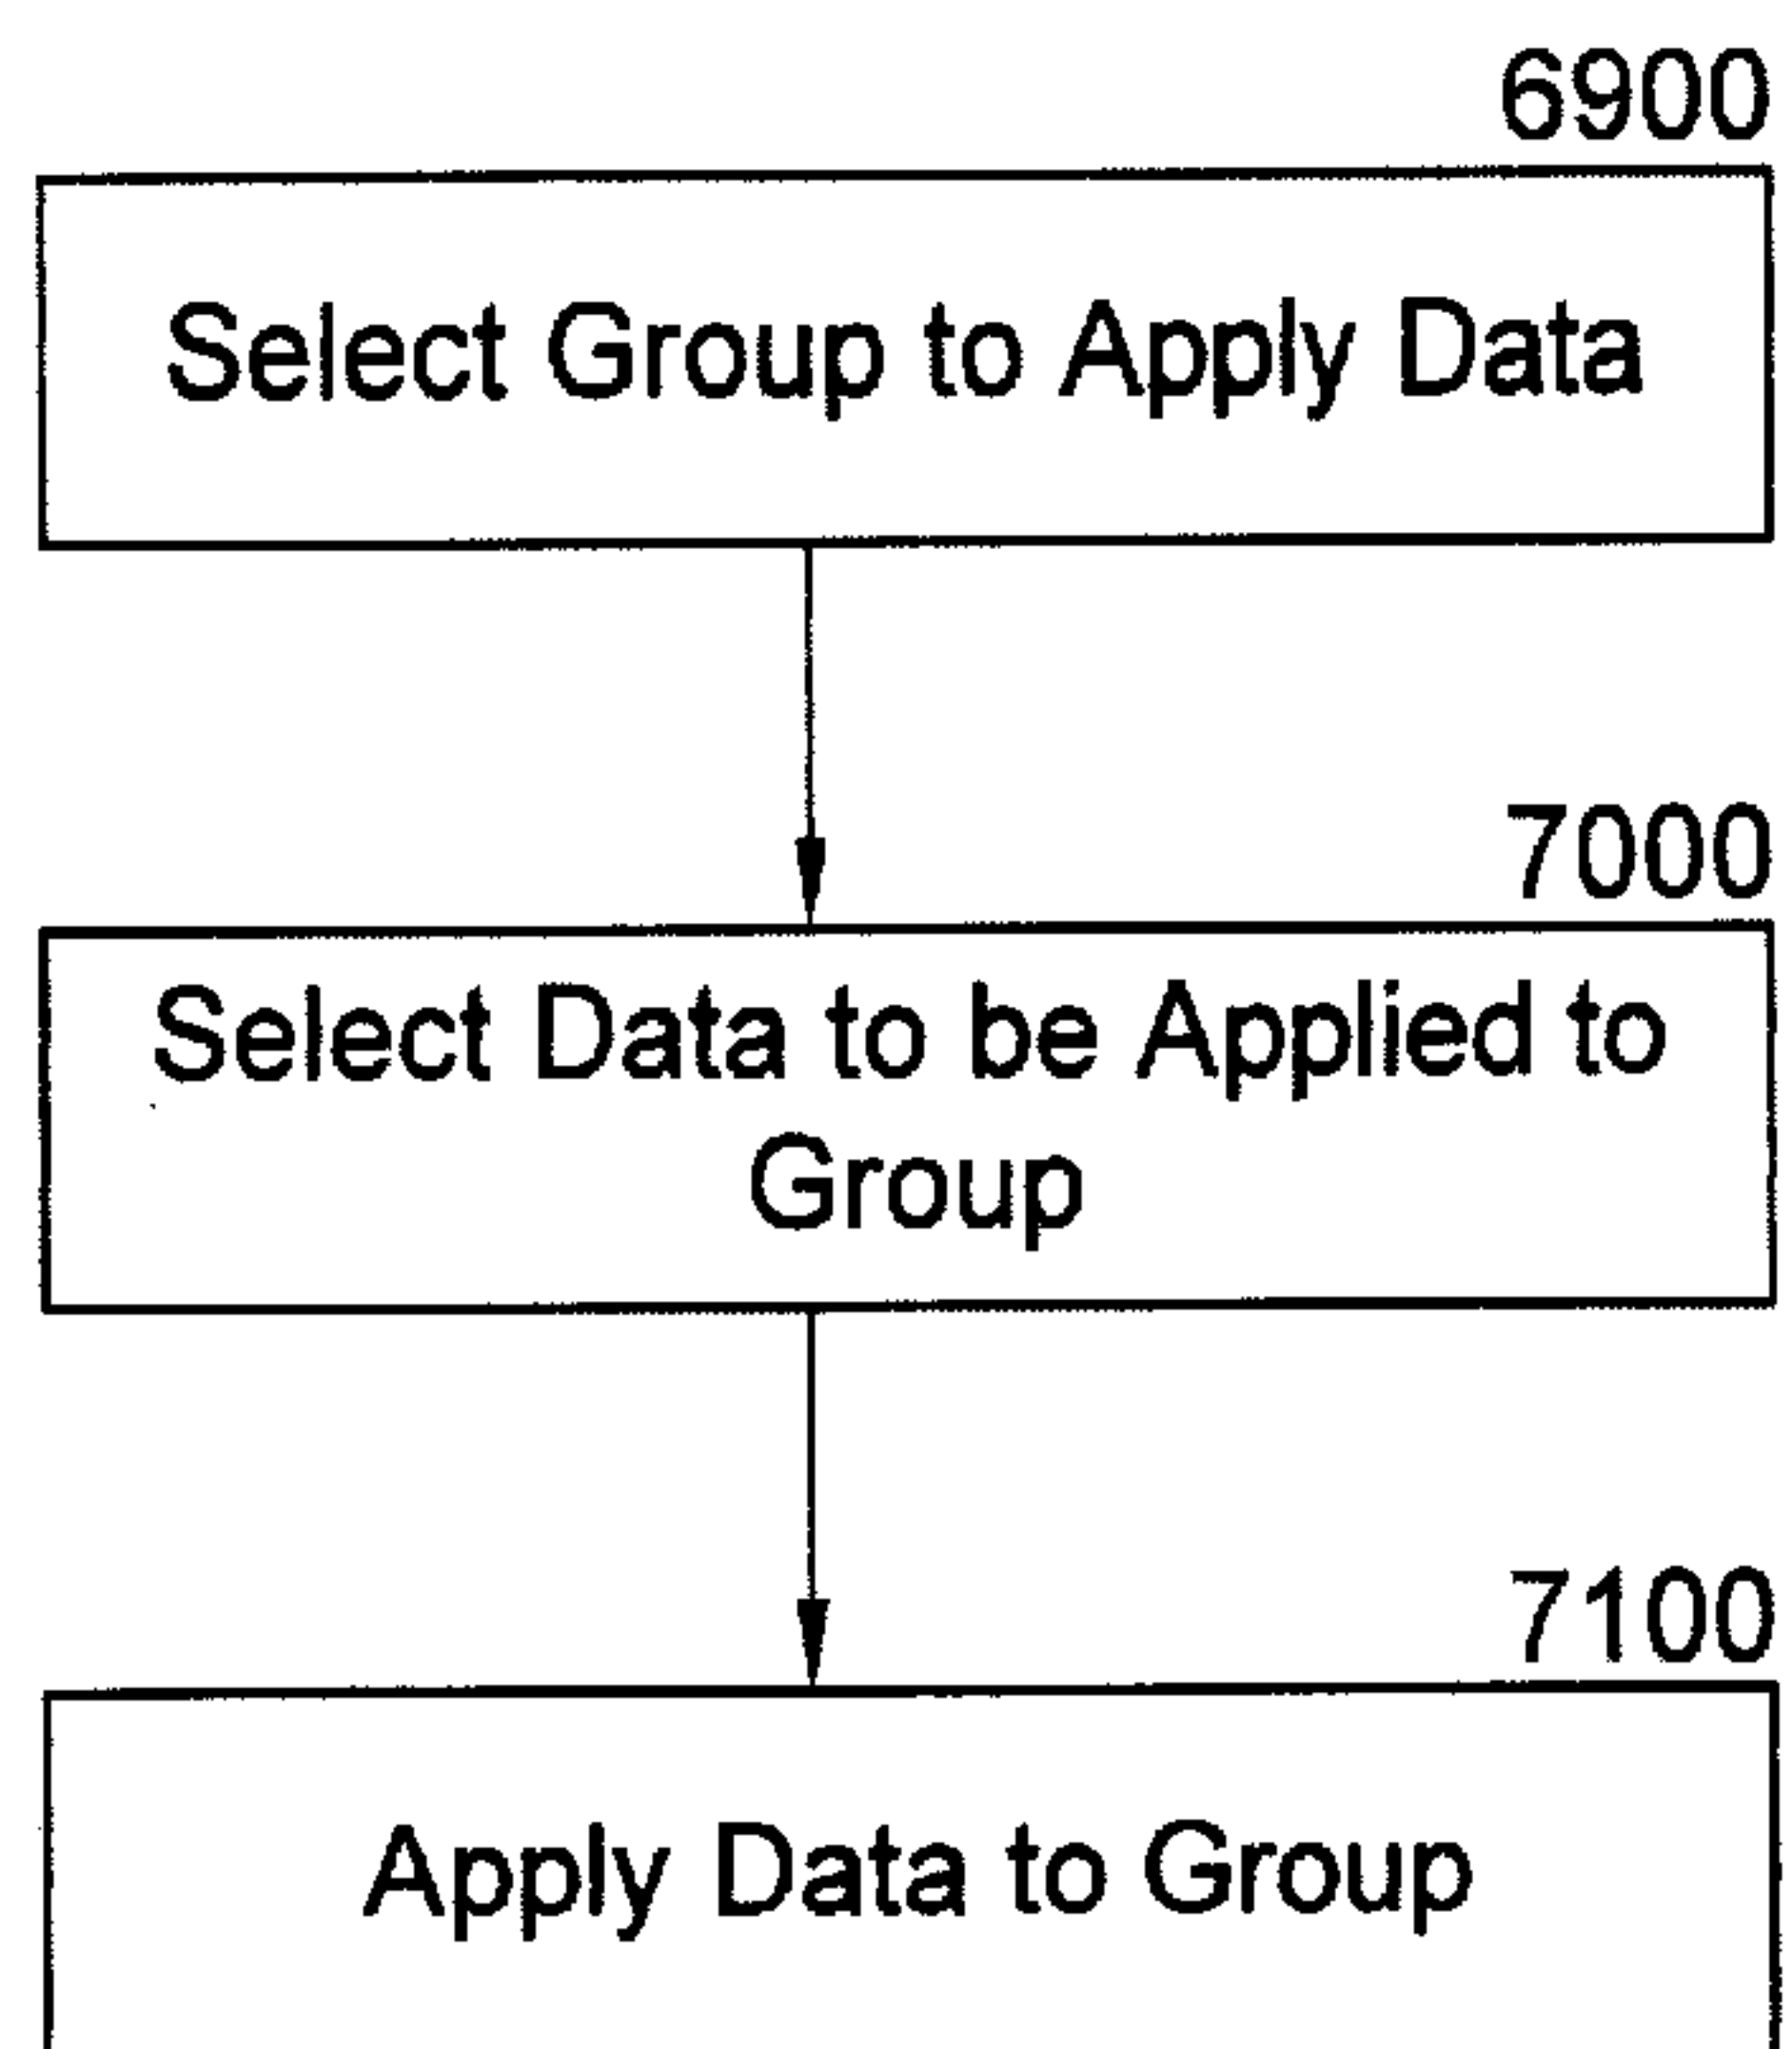 6900
Select Group to Apply Data
7000
Select Data to be Applied to
Group
7100
Apply Data to Group